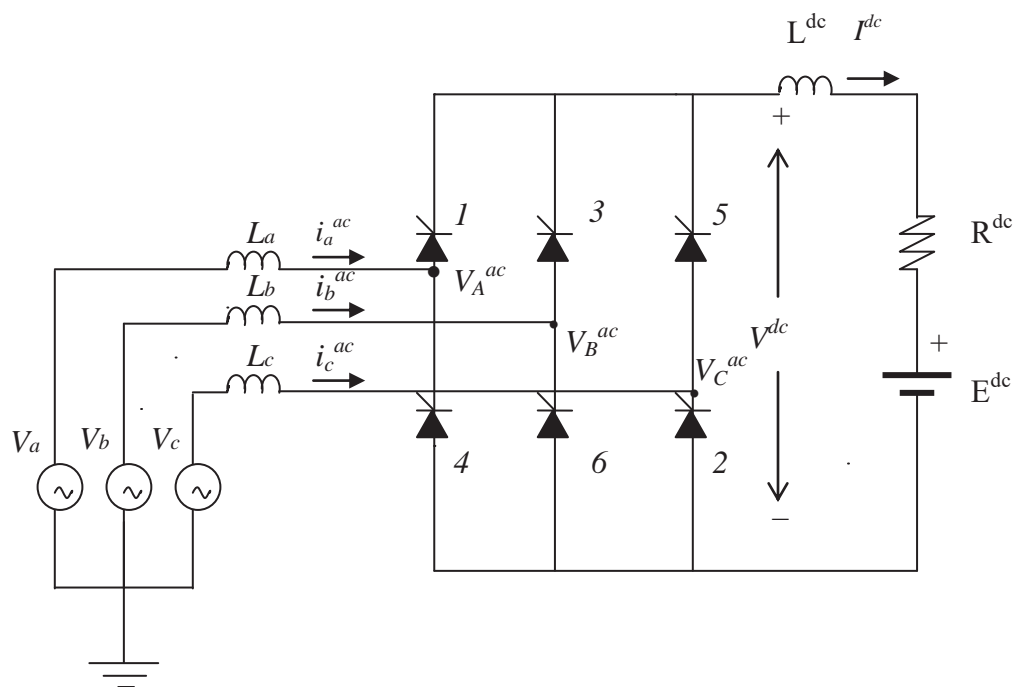 L^dc I^dc
+
1 3 5
L_a i_a^ac
R^dc
V_A^ac
L_b i_b^ac
V_B^ac V^dc
+
L_c i_c^ac V_C^ac
E^dc
V_a V_b V_c
4 6 2
−